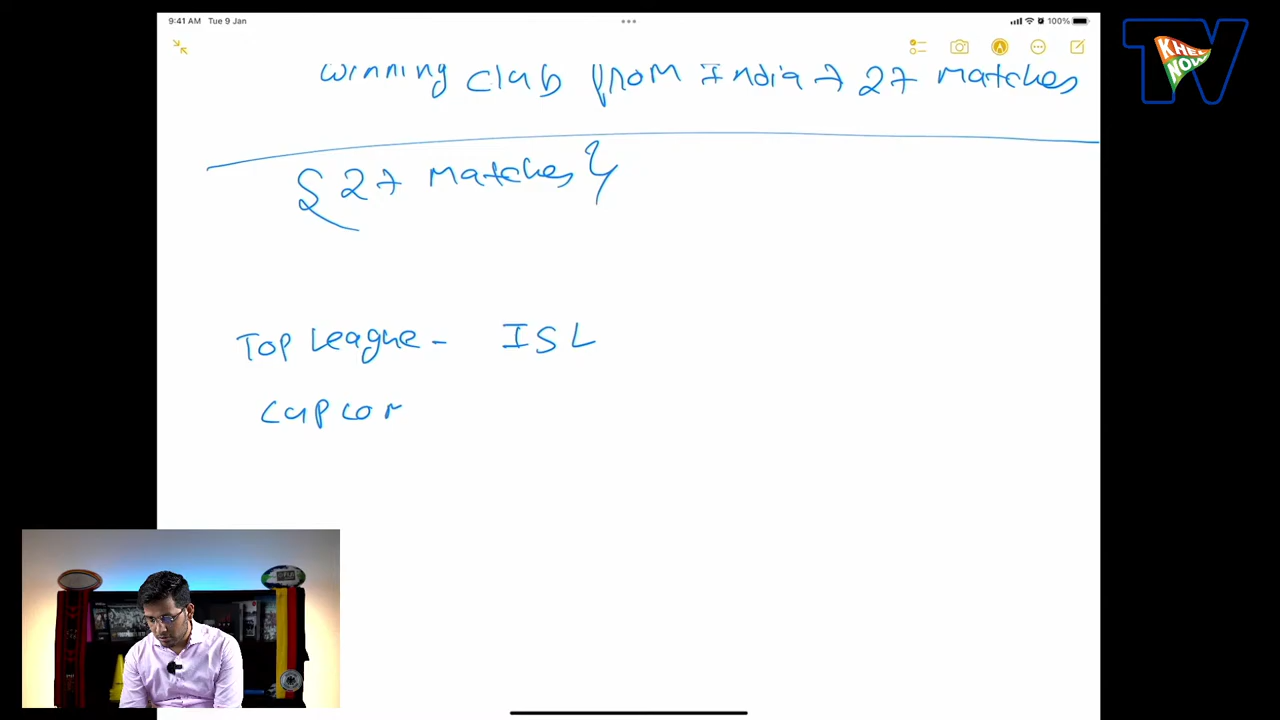 9:41 AM Tue 9 Jan
100%
winning club from India → 27 matches
{27 matches}
Top League - ISL
Cup com
TV
KHEL NOW